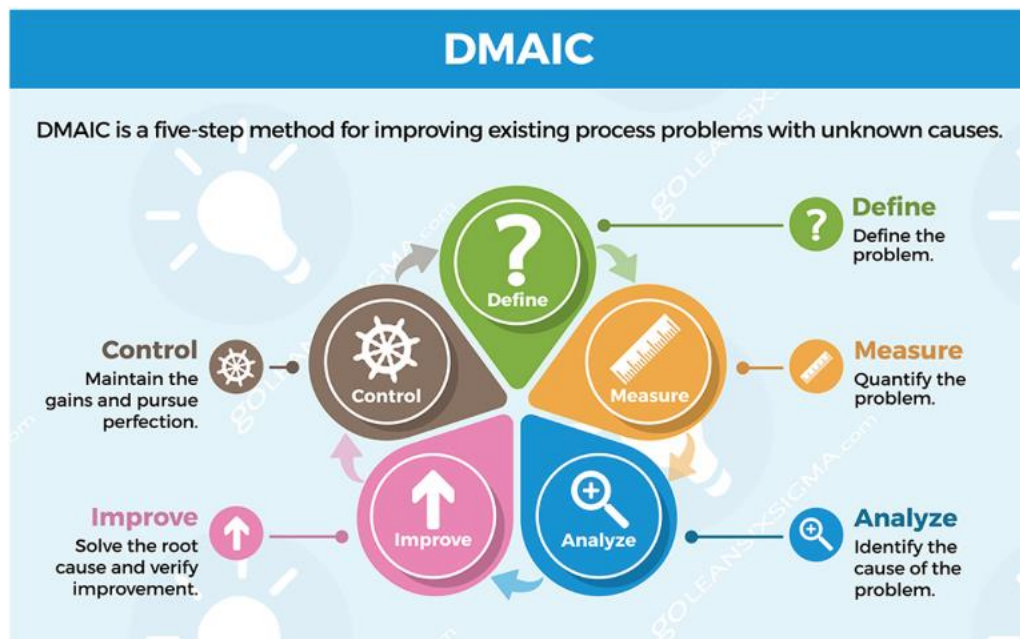 DMAIC
DMAIC is a five-step method for improving existing process problems with unknown causes.
Define
Define
Define the
problem.
Control
Maintain the
gains and pursue
perfection.
Control
Measure
Measure
Quantify the
problem.
Improve
Solve the root
cause and verify
improvement.
Improve
Analyze
Analyze
Identify the
cause of the
problem.
goLEANSIXSIGMA.com